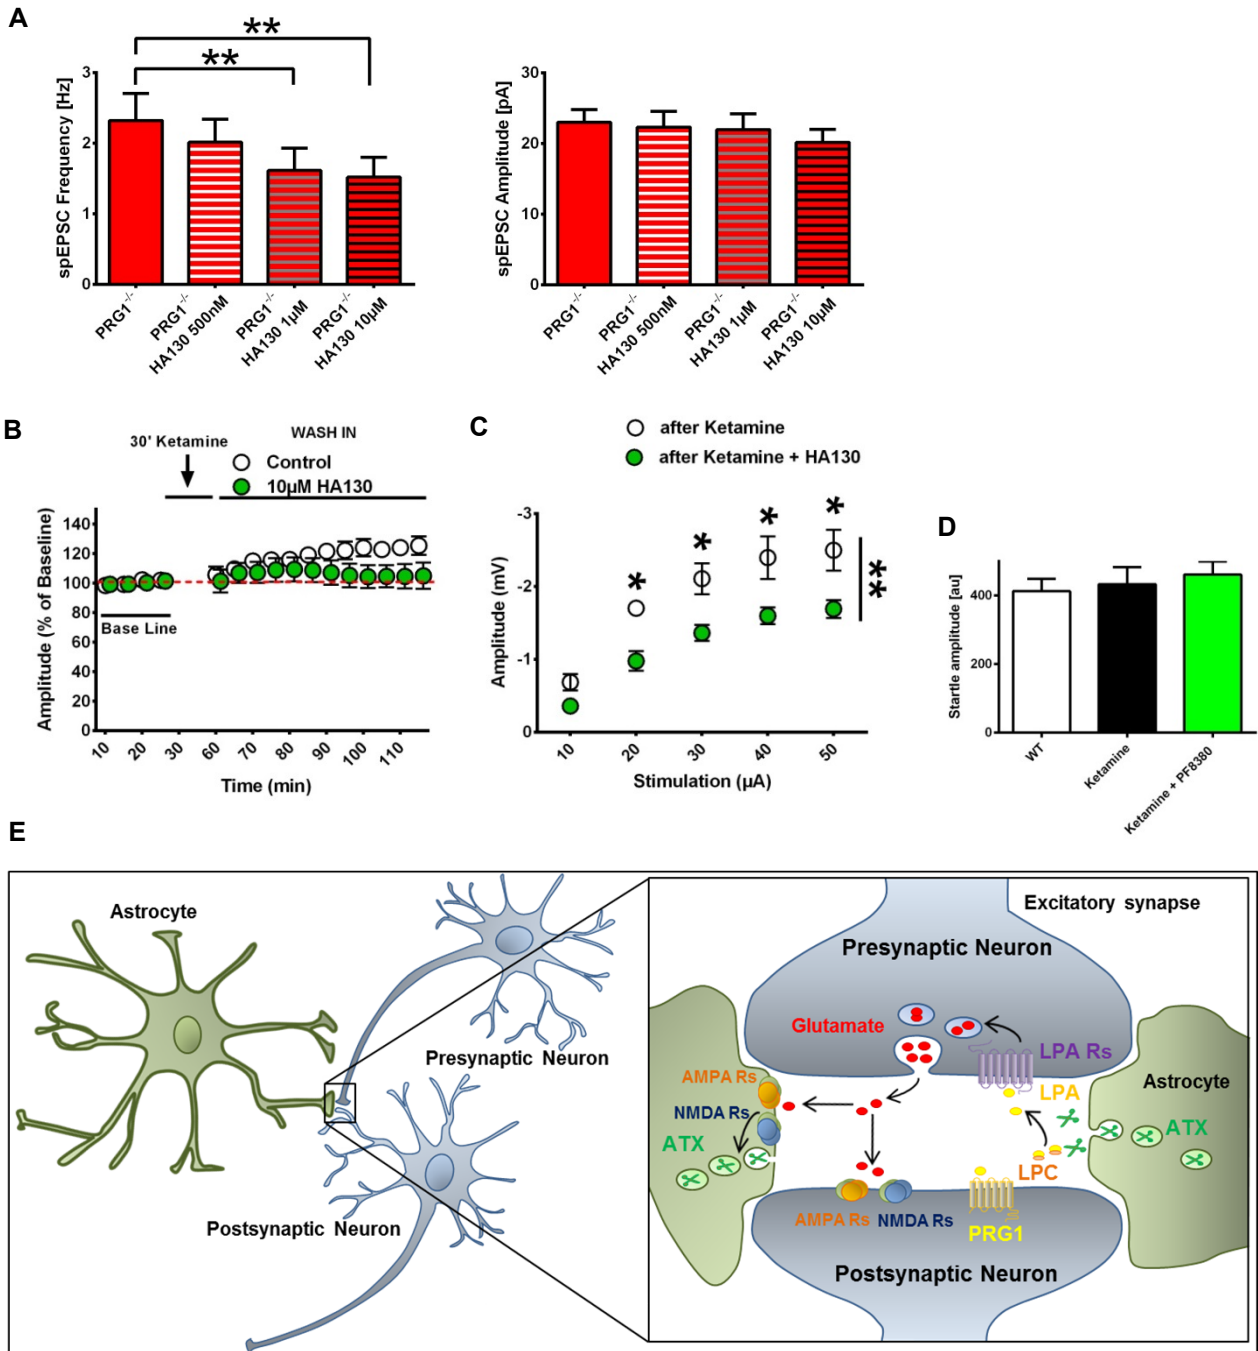 A
**
**
spEPSC Frequency [Hz]
3
2
1
0
PRG1-/-
PRG1-/-
HA130 500nM
PRG1-/-
HA130 1µM
PRG1-/-
HA130 10µM
spEPSC Amplitude [pA]
30
20
10
0
PRG1-/-
PRG1-/-
HA130 500nM
PRG1-/-
HA130 1µM
PRG1-/-
HA130 10µM
B
30' Ketamine
WASH IN
Control
10µM HA130
Amplitude (% of Baseline)
140
120
100
80
60
40
20
0
Base Line
10 20 30 60 70 80 90 100 110
Time (min)
C
after Ketamine
after Ketamine + HA130
Amplitude (mV)
-3
-2
-1
0
* * * *
**
10 20 30 40 50
Stimulation (µA)
D
Startle amplitude [au]
400
200
0
WT
Ketamine
Ketamine + PF8380
E
Astrocyte
Presynaptic Neuron
Postsynaptic Neuron
Excitatory synapse
Presynaptic Neuron
Glutamate
LPA Rs
AMPA Rs
LPA
Astrocyte
NMDA Rs
ATX
ATX
LPC
AMPA Rs NMDA Rs
PRG1
Postsynaptic Neuron